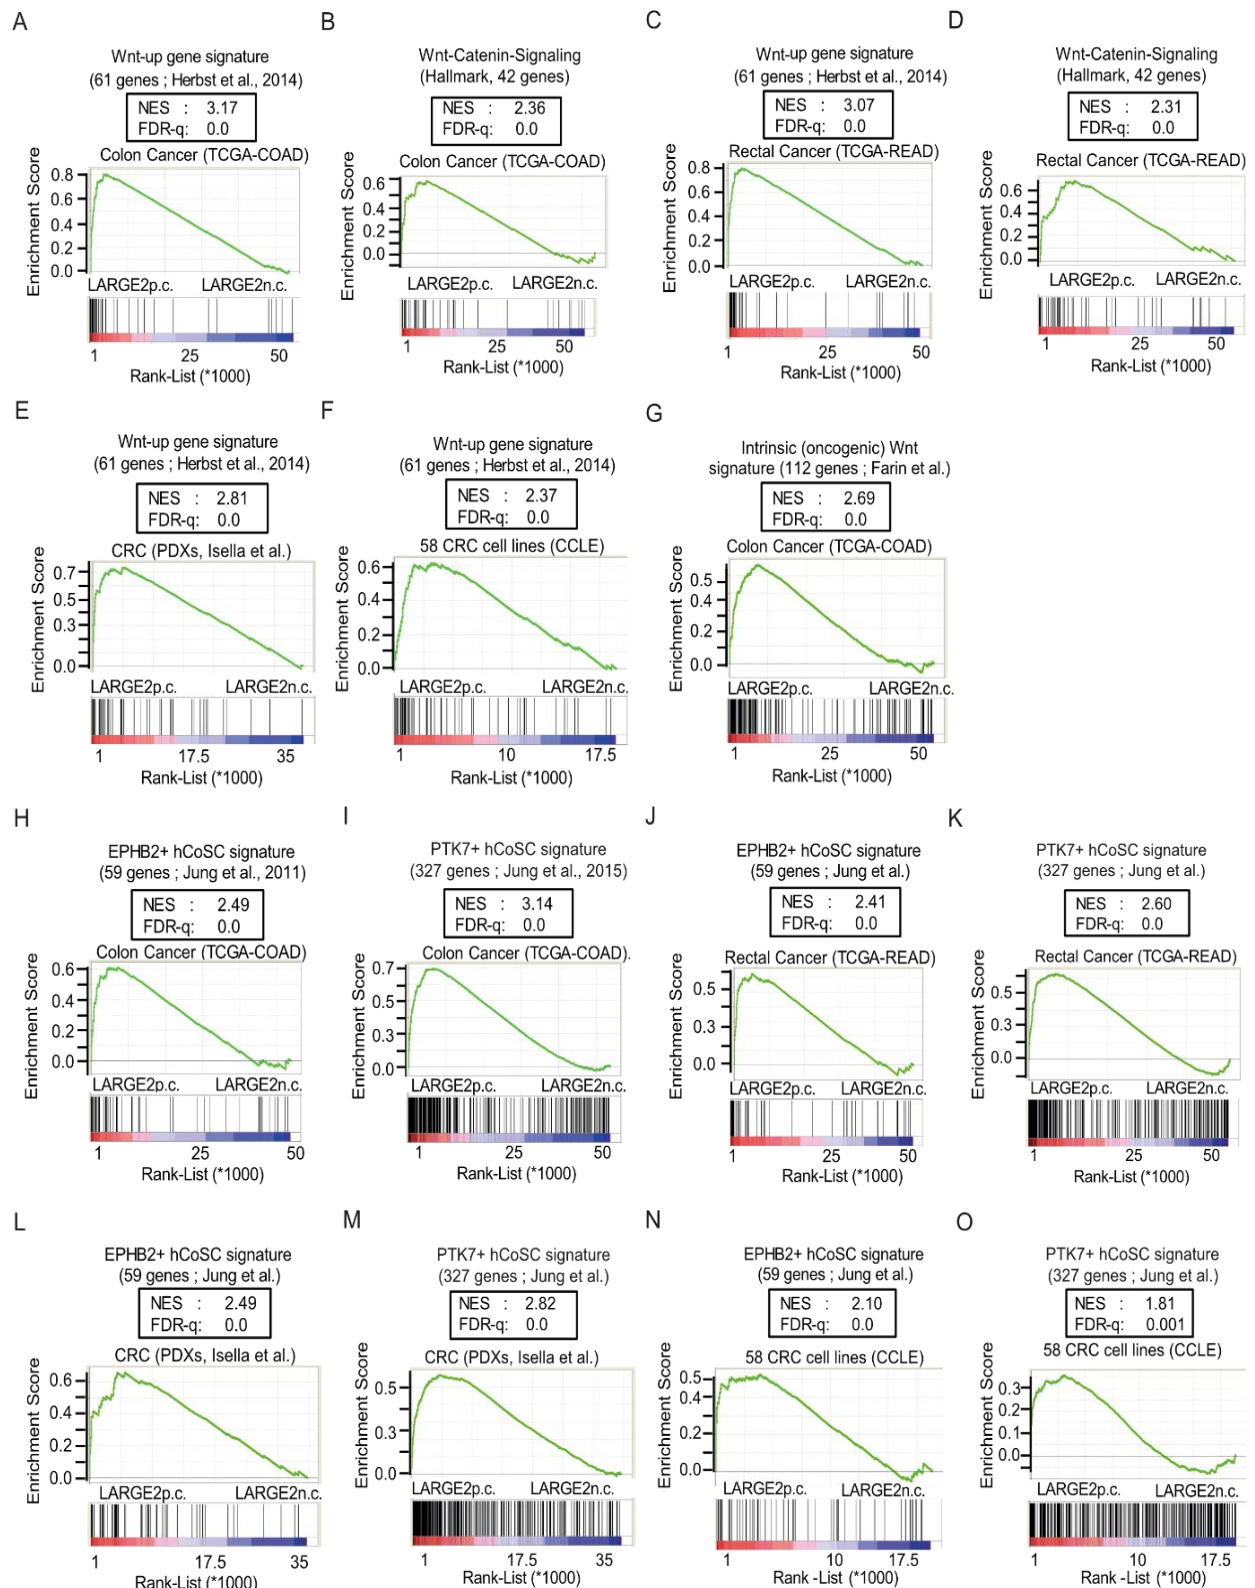 A
Wnt-up gene signature
(61 genes ; Herbst et al., 2014)
NES : 3.17
FDR-q: 0.0
Colon Cancer (TCGA-COAD)
Enrichment Score
0.8
0.6
0.4
0.2
0.0
LARGE2p.c. LARGE2n.c.
1 25 50
Rank-List (*1000)
B
Wnt-Catenin-Signaling
(Hallmark, 42 genes)
NES : 2.36
FDR-q: 0.0
Colon Cancer (TCGA-COAD)
Enrichment Score
0.6
0.4
0.2
0.0
LARGE2p.c. LARGE2n.c.
1 25 50
Rank-List (*1000)
C
Wnt-up gene signature
(61 genes ; Herbst et al., 2014)
NES : 3.07
FDR-q: 0.0
Rectal Cancer (TCGA-READ)
Enrichment Score
0.8
0.6
0.4
0.2
0.0
LARGE2p.c. LARGE2n.c.
1 25 50
Rank-List (*1000)
D
Wnt-Catenin-Signaling
(Hallmark, 42 genes)
NES : 2.31
FDR-q: 0.0
Rectal Cancer (TCGA-READ)
Enrichment Score
0.6
0.4
0.2
0.0
LARGE2p.c. LARGE2n.c.
1 25 50
Rank-List (*1000)
E
Wnt-up gene signature
(61 genes ; Herbst et al., 2014)
NES : 2.81
FDR-q: 0.0
CRC (PDXs, Isella et al.)
Enrichment Score
0.7
0.5
0.3
0.0
LARGE2p.c. LARGE2n.c.
1 17.5 35
Rank-List (*1000)
F
Wnt-up gene signature
(61 genes ; Herbst et al., 2014)
NES : 2.37
FDR-q: 0.0
58 CRC cell lines (CCLE)
Enrichment Score
0.6
0.4
0.2
0.0
LARGE2p.c. LARGE2n.c.
1 10 17.5
Rank-List (*1000)
G
Intrinsic (oncogenic) Wnt
signature (112 genes ; Farin et al.)
NES : 2.69
FDR-q: 0.0
Colon Cancer (TCGA-COAD)
Enrichment Score
0.5
0.4
0.2
0.0
LARGE2p.c. LARGE2n.c.
1 25 50
Rank-List (*1000)
H
EPHB2+ hCoSC signature
(59 genes ; Jung et al., 2011)
NES : 2.49
FDR-q: 0.0
Colon Cancer (TCGA-COAD)
Enrichment Score
0.6
0.4
0.2
0.0
LARGE2p.c. LARGE2n.c.
1 25 50
Rank-List (*1000)
I
PTK7+ hCoSC signature
(327 genes ; Jung et al., 2015)
NES : 3.14
FDR-q: 0.0
Colon Cancer (TCGA-COAD).
Enrichment Score
0.7
0.5
0.3
0.0
LARGE2p.c. LARGE2n.c.
1 25 50
Rank-List (*1000)
J
EPHB2+ hCoSC signature
(59 genes ; Jung et al.)
NES : 2.41
FDR-q: 0.0
Rectal Cancer (TCGA-READ)
Enrichment Score
0.5
0.3
0.0
LARGE2p.c. LARGE2n.c.
1 25 50
Rank-List (*1000)
K
PTK7+ hCoSC signature
(327 genes ; Jung et al.)
NES : 2.60
FDR-q: 0.0
Rectal Cancer (TCGA-READ)
Enrichment Score
0.5
0.3
0.0
LARGE2p.c. LARGE2n.c.
1 25 50
Rank-List (*1000)
L
EPHB2+ hCoSC signature
(59 genes ; Jung et al.)
NES : 2.49
FDR-q: 0.0
CRC (PDXs, Isella et al.)
Enrichment Score
0.6
0.4
0.2
0.0
LARGE2p.c. LARGE2n.c.
1 17.5 35
Rank-List (*1000)
M
PTK7+ hCoSC signature
(327 genes ; Jung et al.)
NES : 2.82
FDR-q: 0.0
CRC (PDXs, Isella et al.)
Enrichment Score
0.5
0.3
0.0
LARGE2p.c. LARGE2n.c.
1 17.5 35
Rank-List (*1000)
N
EPHB2+ hCoSC signature
(59 genes ; Jung et al.)
NES : 2.10
FDR-q: 0.0
58 CRC cell lines (CCLE)
Enrichment Score
0.5
0.4
0.2
0.0
LARGE2p.c. LARGE2n.c.
1 10 17.5
Rank -List (*1000)
O
PTK7+ hCoSC signature
(327 genes ; Jung et al.)
NES : 1.81
FDR-q: 0.001
58 CRC cell lines (CCLE)
Enrichment Score
0.3
0.2
0.1
0.0
LARGE2p.c. LARGE2n.c.
1 10 17.5
Rank -List (*1000)